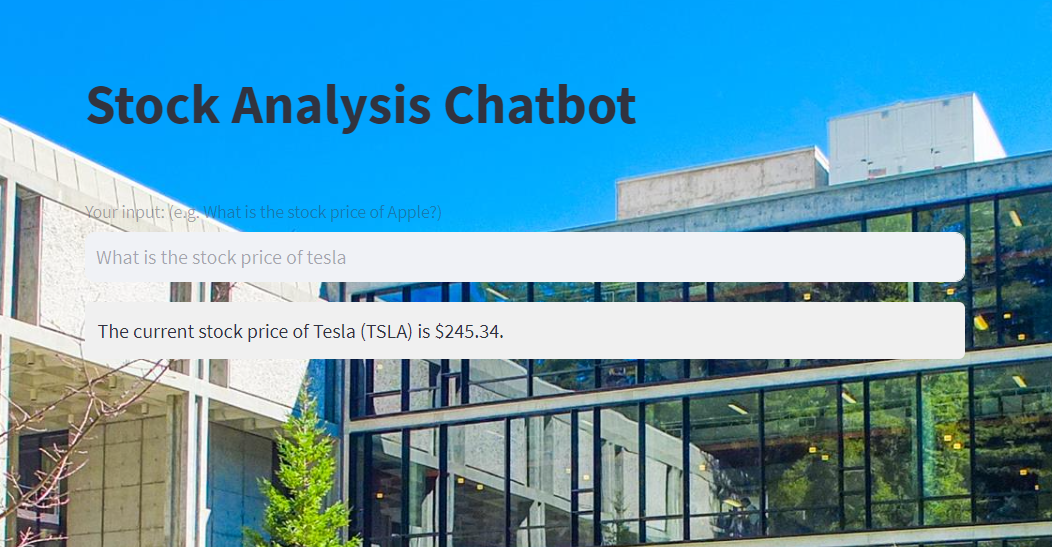 Stock Analysis Chatbot
Your input: (e.g. What is the stock price of Apple?)
What is the stock price of tesla
The current stock price of Tesla (TSLA) is $245.34.